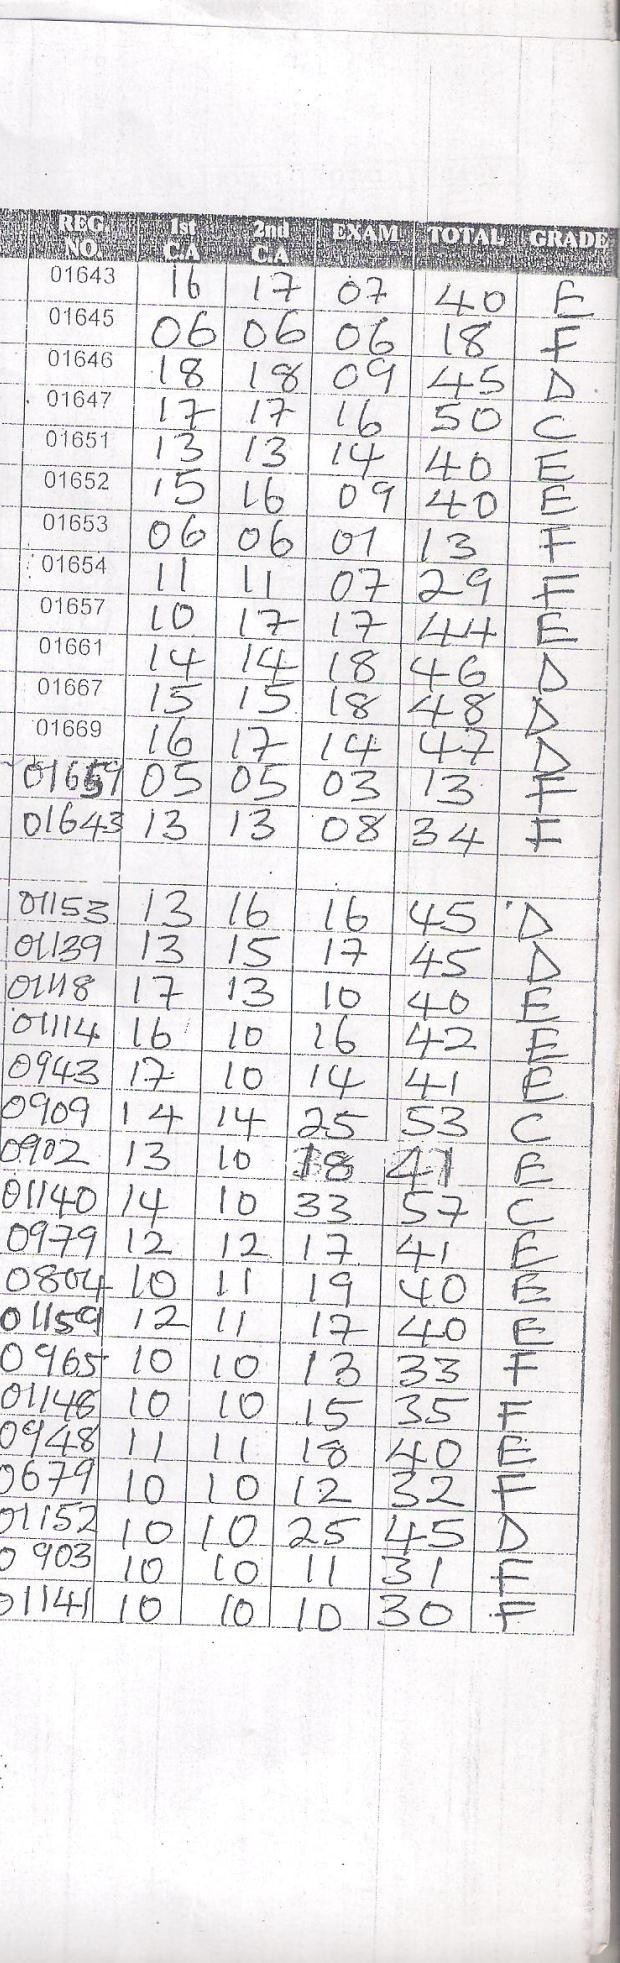 REG. NO. 1st C.A 2nd C.A EXAM. TOTAL GRADE
01643 16 17 07 40 E
01645 06 06 06 18 F
01646 18 18 09 45 D
01647 17 17 16 50 C
01651 13 13 14 40 E
01652 15 16 09 40 E
01653 06 06 01 13 F
01654 11 11 07 29 F
01657 10 17 17 44 E
01661 14 14 18 46 D
01667 15 15 18 48 D
01669 16 17 14 47 D
05 05 03 13 F
01643 13 13 08 34 F
01153 13 16 16 45 D
01139 13 15 17 45 D
01118 17 13 10 40 E
01114 16 10 16 42 E
0943 17 10 14 41 E
0909 14 14 25 53 C
0902 13 10 18 41 E
01140 14 10 33 57 C
0979 12 12 17 41 E
0804 10 11 19 40 E
01159 12 11 17 40 E
0965 10 10 13 33 F
01148 10 10 15 35 F
0948 11 11 18 40 E
0679 10 10 12 32 F
01152 10 10 25 45 D
0903 10 10 11 31 F
01141 10 10 10 30 F